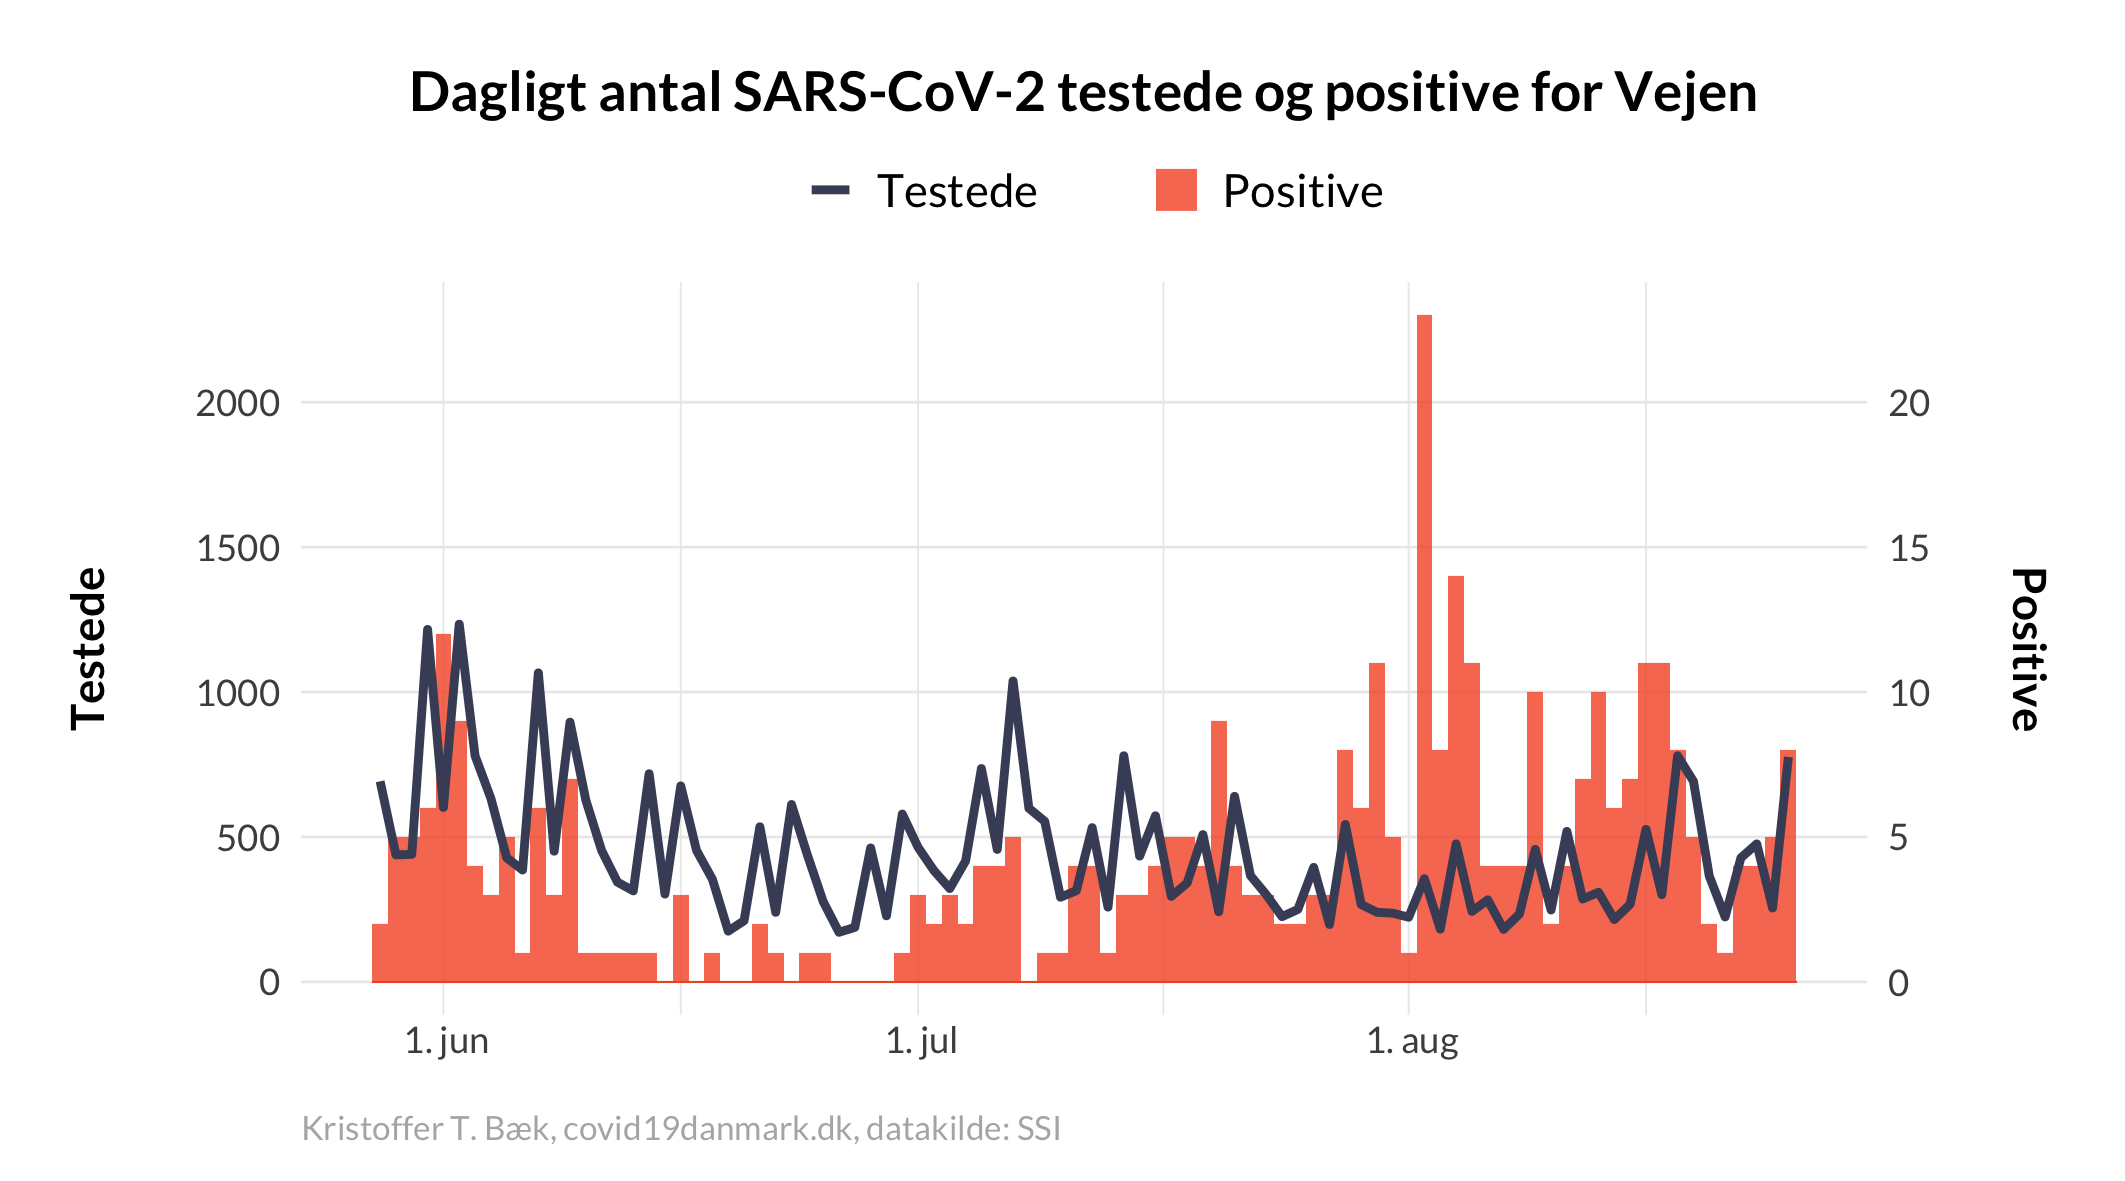 Dagligt antal SARS-CoV-2 testede og positive for Vejen
Testede
Positive
2000
1500
1000
500
0
20
15
10
5
0
Testede
Positive
1. jun
1. jul
1. aug
Kristoffer T. Bæk, covid19danmark.dk, datakilde: SSI